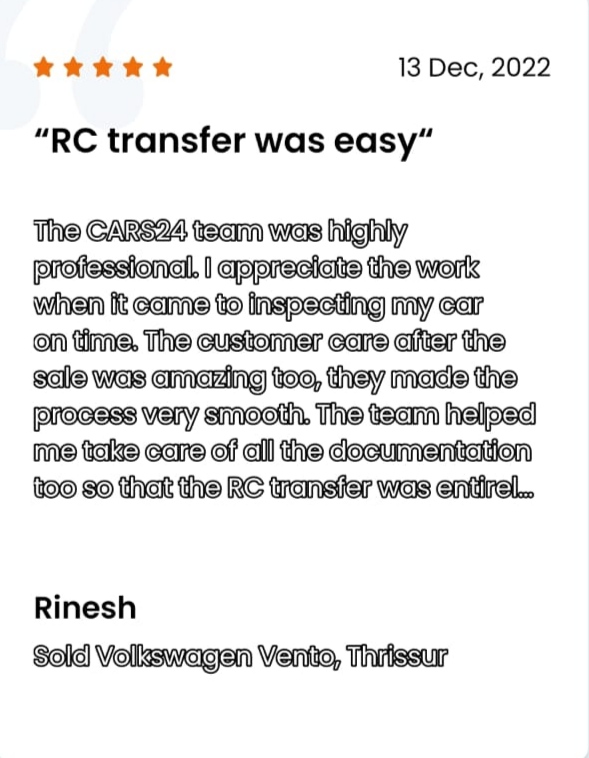 13 Dec, 2022
“RC transfer was easy“
The CARS24 team was highly
professional. I appreciate the work
when it came to inspecting my car
on time. The customer care after the
sale was amazing too, they made the
process very smooth. The team helped
me take care of all the documentation
too so that the RC transfer was entirel...
Rinesh
Sold Volkswagen Vento, Thrissur